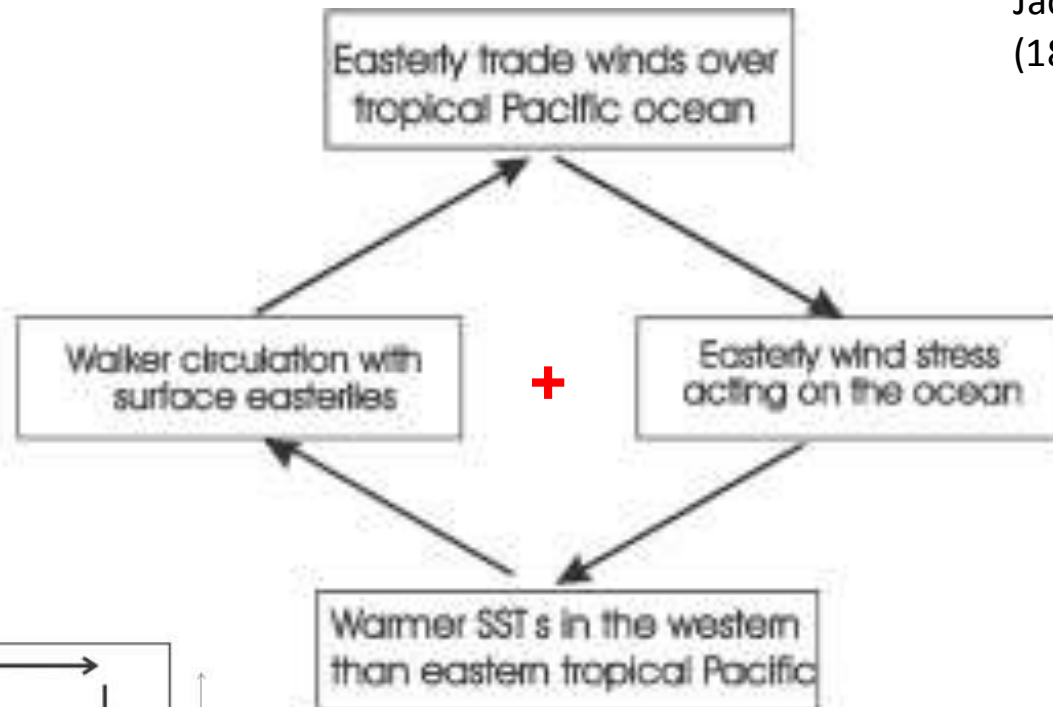 Easterly trade winds over
tropical Pacific ocean
Walker circulation with
surface easterlies
+
Easterly wind stress
acting on the ocean
Warmer SST s in the western
than eastern tropical Pacific